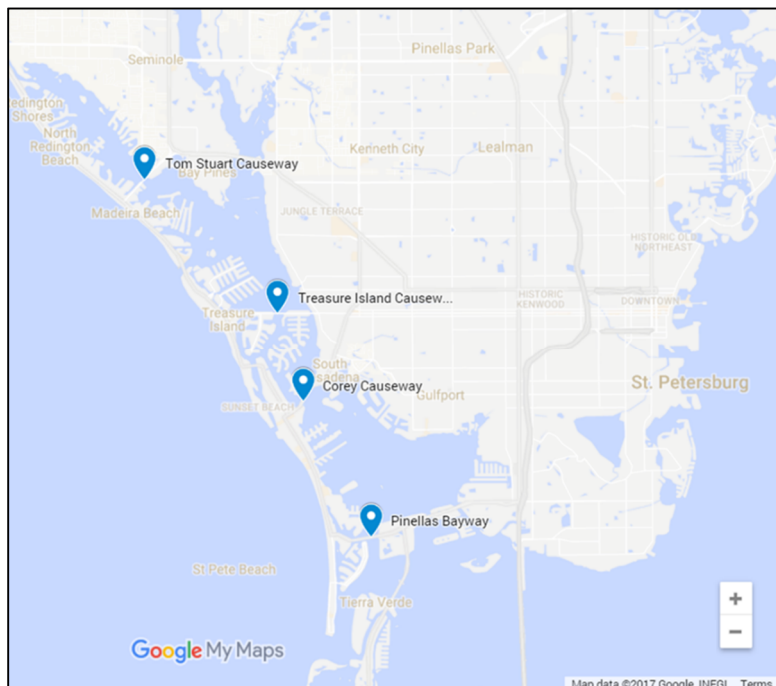 Pinellas Park
Seminole
Redington
Shores
North
Redington
Beach
Kenneth City
Lealman
Tom Stuart Causeway
Bay Pines
Madeira Beach
JUNGLE TERRACE
HISTORIC OLD
NORTHEAST
Treasure Island Causew...
Treasure
Island
HISTORIC
KENWOOD
DOWNTOWN
South
Pasadena
Corey Causeway
Gulfport
St. Petersburg
SUNSET BEACH
Pinellas Bayway
St Pete Beach
Tierra Verde
+
−
Google My Maps
Map data ©2017 Google, INEGI Terms